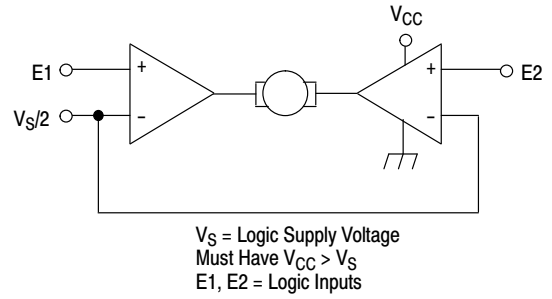 V_CC
E1
+
+
E2
V_S/2
-
-
V_S = Logic Supply Voltage
Must Have V_CC > V_S
E1, E2 = Logic Inputs